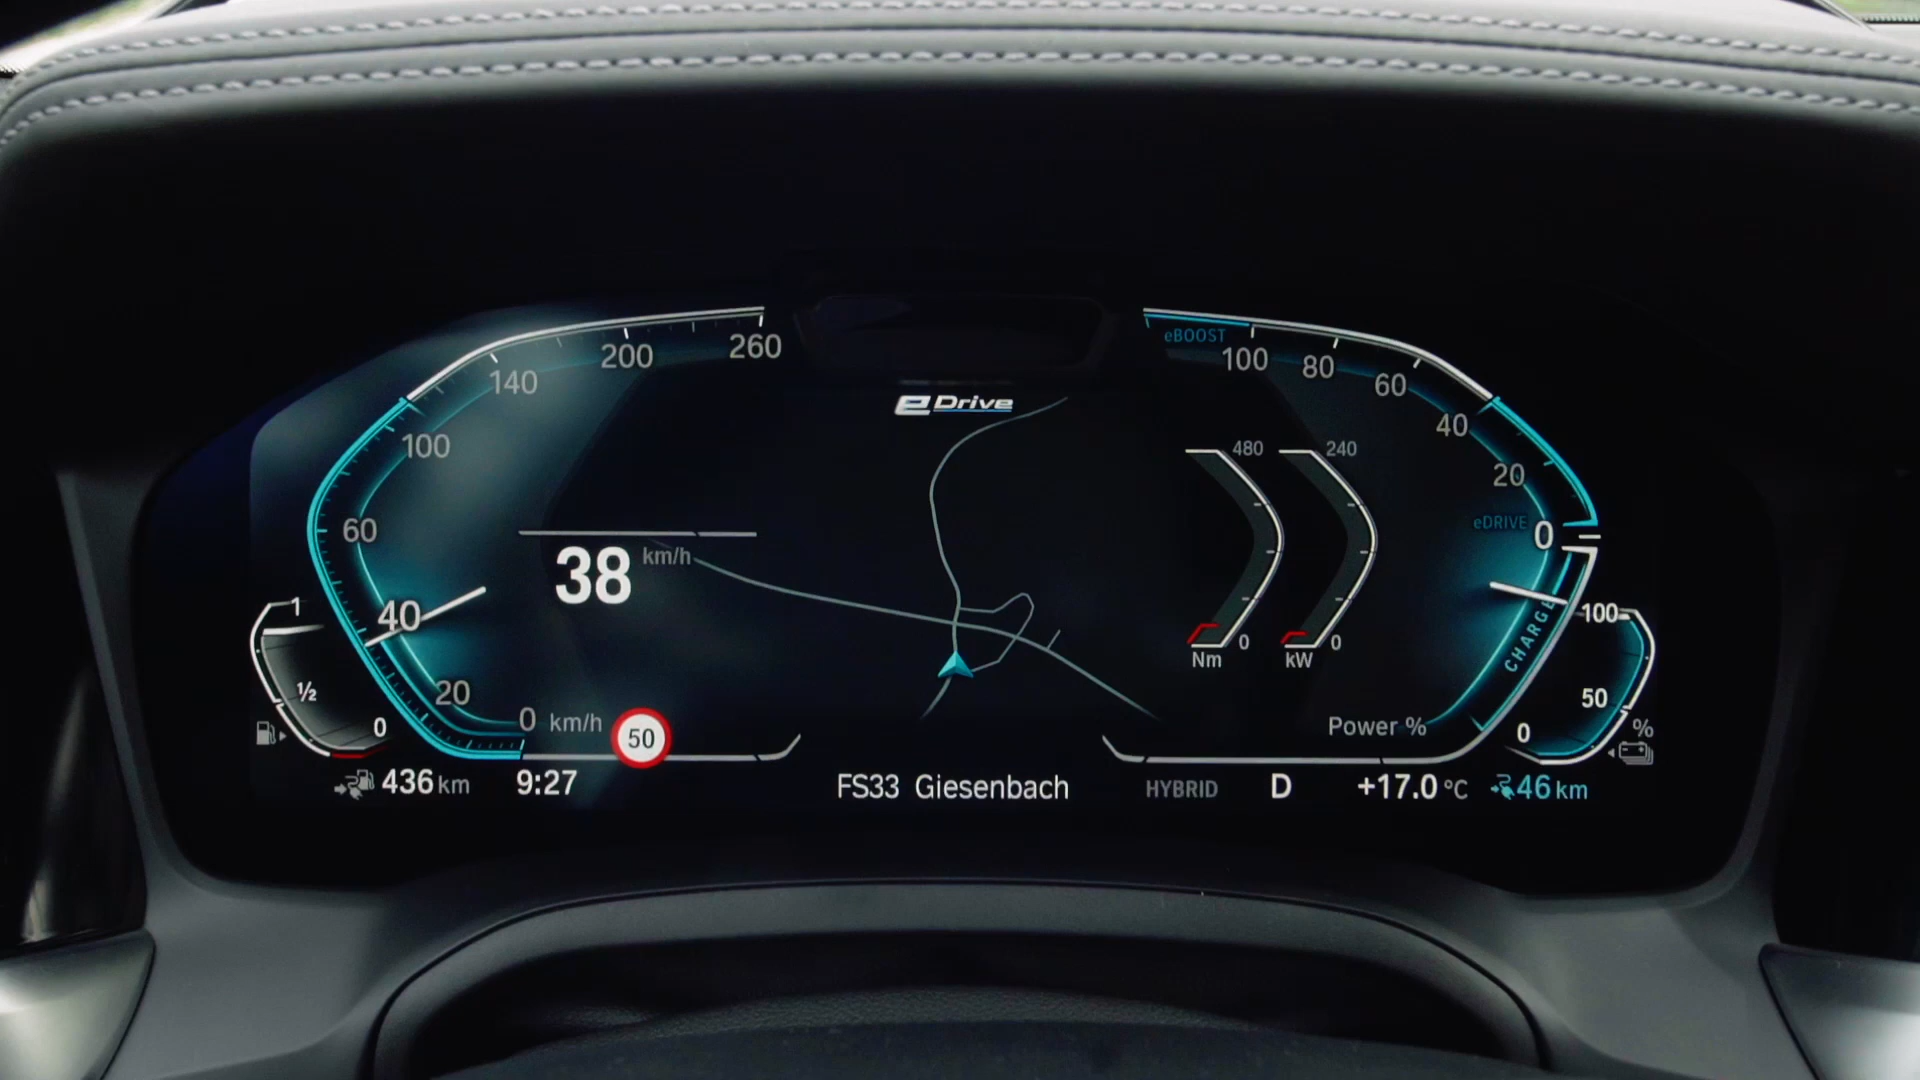 eDrive
260
200
140
100
60
40
20
0 km/h
38 km/h
50
1
1/2
0
436 km
9:27
FS33 Giesenbach
eBOOST
100
80
60
40
20
eDRIVE 0
CHARGE
Power %
480
0
Nm
240
0
kW
100
50
0
%
HYBRID D +17.0 °C 46 km